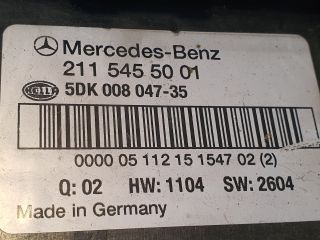 Mercedes-Benz
211 545 50 01
HELLA 5DK 008 047-35
0000 05 112 15 1547 02 (2)
Q: 02 HW: 1104 SW: 2604
Made in Germany